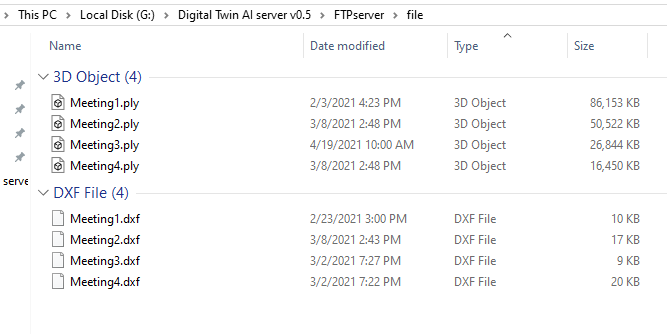 This PC > Local Disk (G:) > Digital Twin AI server v0.5 > FTPserver > file
Name Date modified Type Size
3D Object (4)
Meeting1.ply 2/3/2021 4:23 PM 3D Object 86,153 KB
Meeting2.ply 3/8/2021 2:48 PM 3D Object 50,522 KB
Meeting3.ply 4/19/2021 10:00 AM 3D Object 26,844 KB
Meeting4.ply 3/8/2021 2:48 PM 3D Object 16,450 KB
serve
DXF File (4)
Meeting1.dxf 2/23/2021 3:00 PM DXF File 10 KB
Meeting2.dxf 3/8/2021 2:43 PM DXF File 17 KB
Meeting3.dxf 3/2/2021 7:27 PM DXF File 9 KB
Meeting4.dxf 3/2/2021 7:22 PM DXF File 20 KB